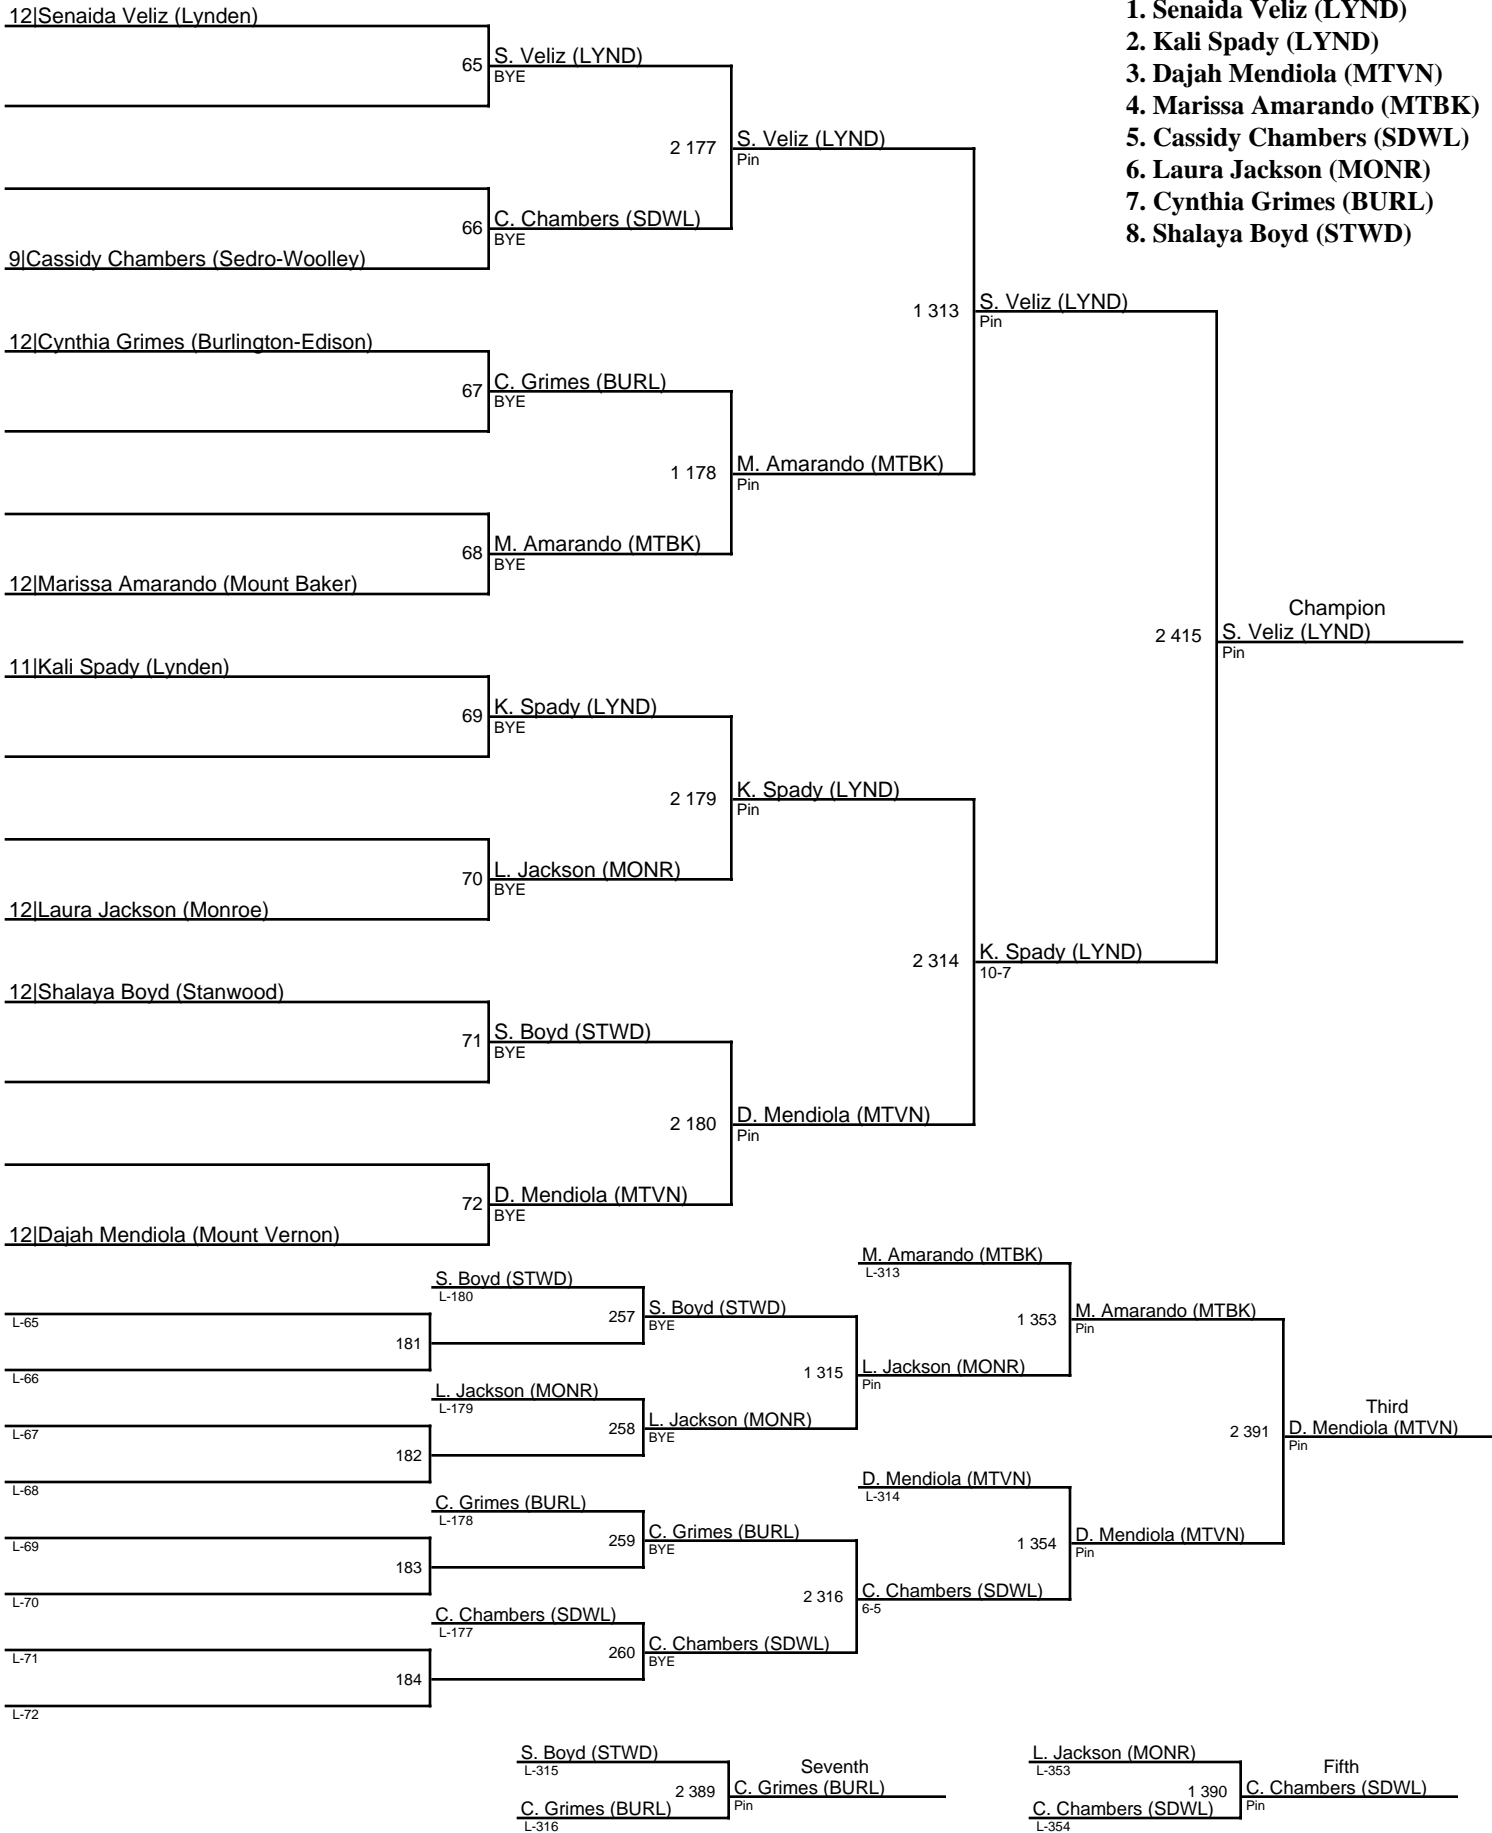 12|Senaida Veliz (Lynden)
65
S. Veliz (LYND)
BYE
2 177
S. Veliz (LYND)
Pin
66
C. Chambers (SDWL)
BYE
9|Cassidy Chambers (Sedro-Woolley)
1 313
S. Veliz (LYND)
Pin
12|Cynthia Grimes (Burlington-Edison)
67
C. Grimes (BURL)
BYE
1 178
M. Amarando (MTBK)
Pin
68
M. Amarando (MTBK)
BYE
12|Marissa Amarando (Mount Baker)
2 415
Champion
S. Veliz (LYND)
Pin
11|Kali Spady (Lynden)
69
K. Spady (LYND)
BYE
2 179
K. Spady (LYND)
Pin
70
L. Jackson (MONR)
BYE
12|Laura Jackson (Monroe)
2 314
K. Spady (LYND)
10-7
12|Shalaya Boyd (Stanwood)
71
S. Boyd (STWD)
BYE
2 180
D. Mendiola (MTVN)
Pin
72
D. Mendiola (MTVN)
BYE
12|Dajah Mendiola (Mount Vernon)
1. Senaida Veliz (LYND)
2. Kali Spady (LYND)
3. Dajah Mendiola (MTVN)
4. Marissa Amarando (MTBK)
5. Cassidy Chambers (SDWL)
6. Laura Jackson (MONR)
7. Cynthia Grimes (BURL)
8. Shalaya Boyd (STWD)
L-65
181
L-66
S. Boyd (STWD)
L-180
257
S. Boyd (STWD)
BYE
L-67
182
L-68
L. Jackson (MONR)
L-179
258
L. Jackson (MONR)
BYE
1 315
L. Jackson (MONR)
Pin
M. Amarando (MTBK)
L-313
1 353
M. Amarando (MTBK)
Pin
L-69
183
L-70
C. Grimes (BURL)
L-178
259
C. Grimes (BURL)
BYE
L-71
184
L-72
C. Chambers (SDWL)
L-177
260
C. Chambers (SDWL)
BYE
2 316
C. Chambers (SDWL)
6-5
D. Mendiola (MTVN)
L-314
1 354
D. Mendiola (MTVN)
Pin
2 391
Third
D. Mendiola (MTVN)
Pin
S. Boyd (STWD)
L-315
2 389
Seventh
C. Grimes (BURL)
Pin
C. Grimes (BURL)
L-316
L. Jackson (MONR)
L-353
1 390
Fifth
C. Chambers (SDWL)
Pin
C. Chambers (SDWL)
L-354